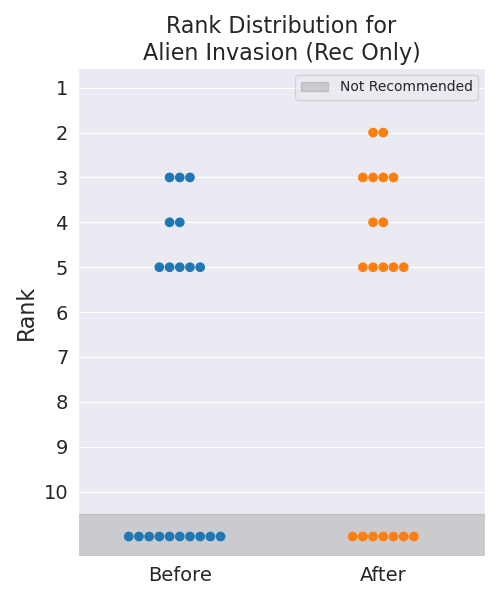 Rank Distribution for
Alien Invasion (Rec Only)
Not Recommended
1
2
3
4
5
6
7
8
9
10
Rank
Before
After